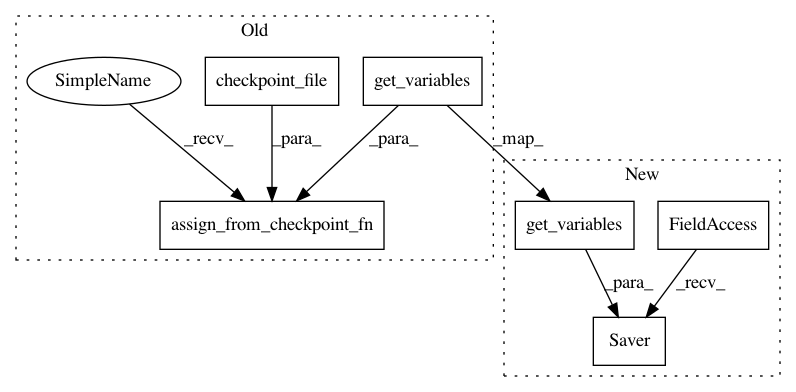 Old
SimpleName
checkpoint_file
get_variables
_recv_
_para_
_para_
_map_
assign_from_checkpoint_fn
New
get_variables
FieldAccess
_para_
_recv_
Saver